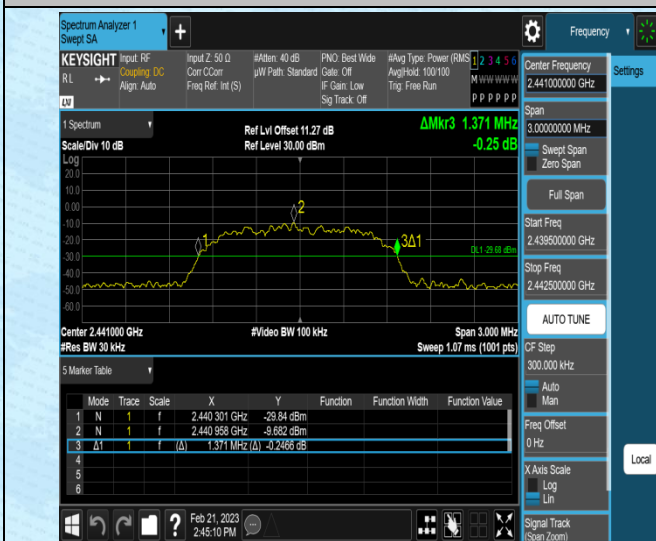 Spectrum Analyzer 1
Swept SA
+
Frequency
KEYSIGHT
RL
Input: RF
Coupling: DC
Align: Auto
Input Z: 50 Ω
Corr CCorr
Freq Ref: Int (S)
#Atten: 40 dB
µW Path: Standard
PNO: Best Wide
Gate: Off
IF Gain: Low
Sig Track: Off
#Avg Type: Power (RMS
Avg|Hold: 100/100
Trig: Free Run
1 2 3 4 5 6
M W W W W W
P P P P P P
LXI
Center Frequency
2.441000000 GHz
Settings
Span
3.00000000 MHz
Swept Span
Zero Span
Full Span
Start Freq
2.439500000 GHz
Stop Freq
2.442500000 GHz
AUTO TUNE
CF Step
300.000 kHz
Auto
Man
Freq Offset
0 Hz
X Axis Scale
Log
Lin
Signal Track
(Span Zoom)
Local
1 Spectrum
Scale/Div 10 dB
Ref Lvl Offset 11.27 dB
Ref Level 30.00 dBm
ΔMkr3 1.371 MHz
-0.25 dB
Log
20.0
10.0
0.00
-10.0
-20.0
-30.0
-40.0
-50.0
-60.0
1
2
3Δ1
DL1 -29.68 dBm
Center 2.441000 GHz
#Video BW 100 kHz
Span 3.000 MHz
#Res BW 30 kHz
Sweep 1.07 ms (1001 pts)
5 Marker Table
Mode Trace Scale X Y Function Function Width Function Value
1 N 1 f 2.440 301 GHz -29.84 dBm
2 N 1 f 2.440 958 GHz -9.682 dBm
3 Δ1 1 f (Δ) 1.371 MHz (Δ) -0.2466 dB
4
5
6
?
Feb 21, 2023
2:45:10 PM